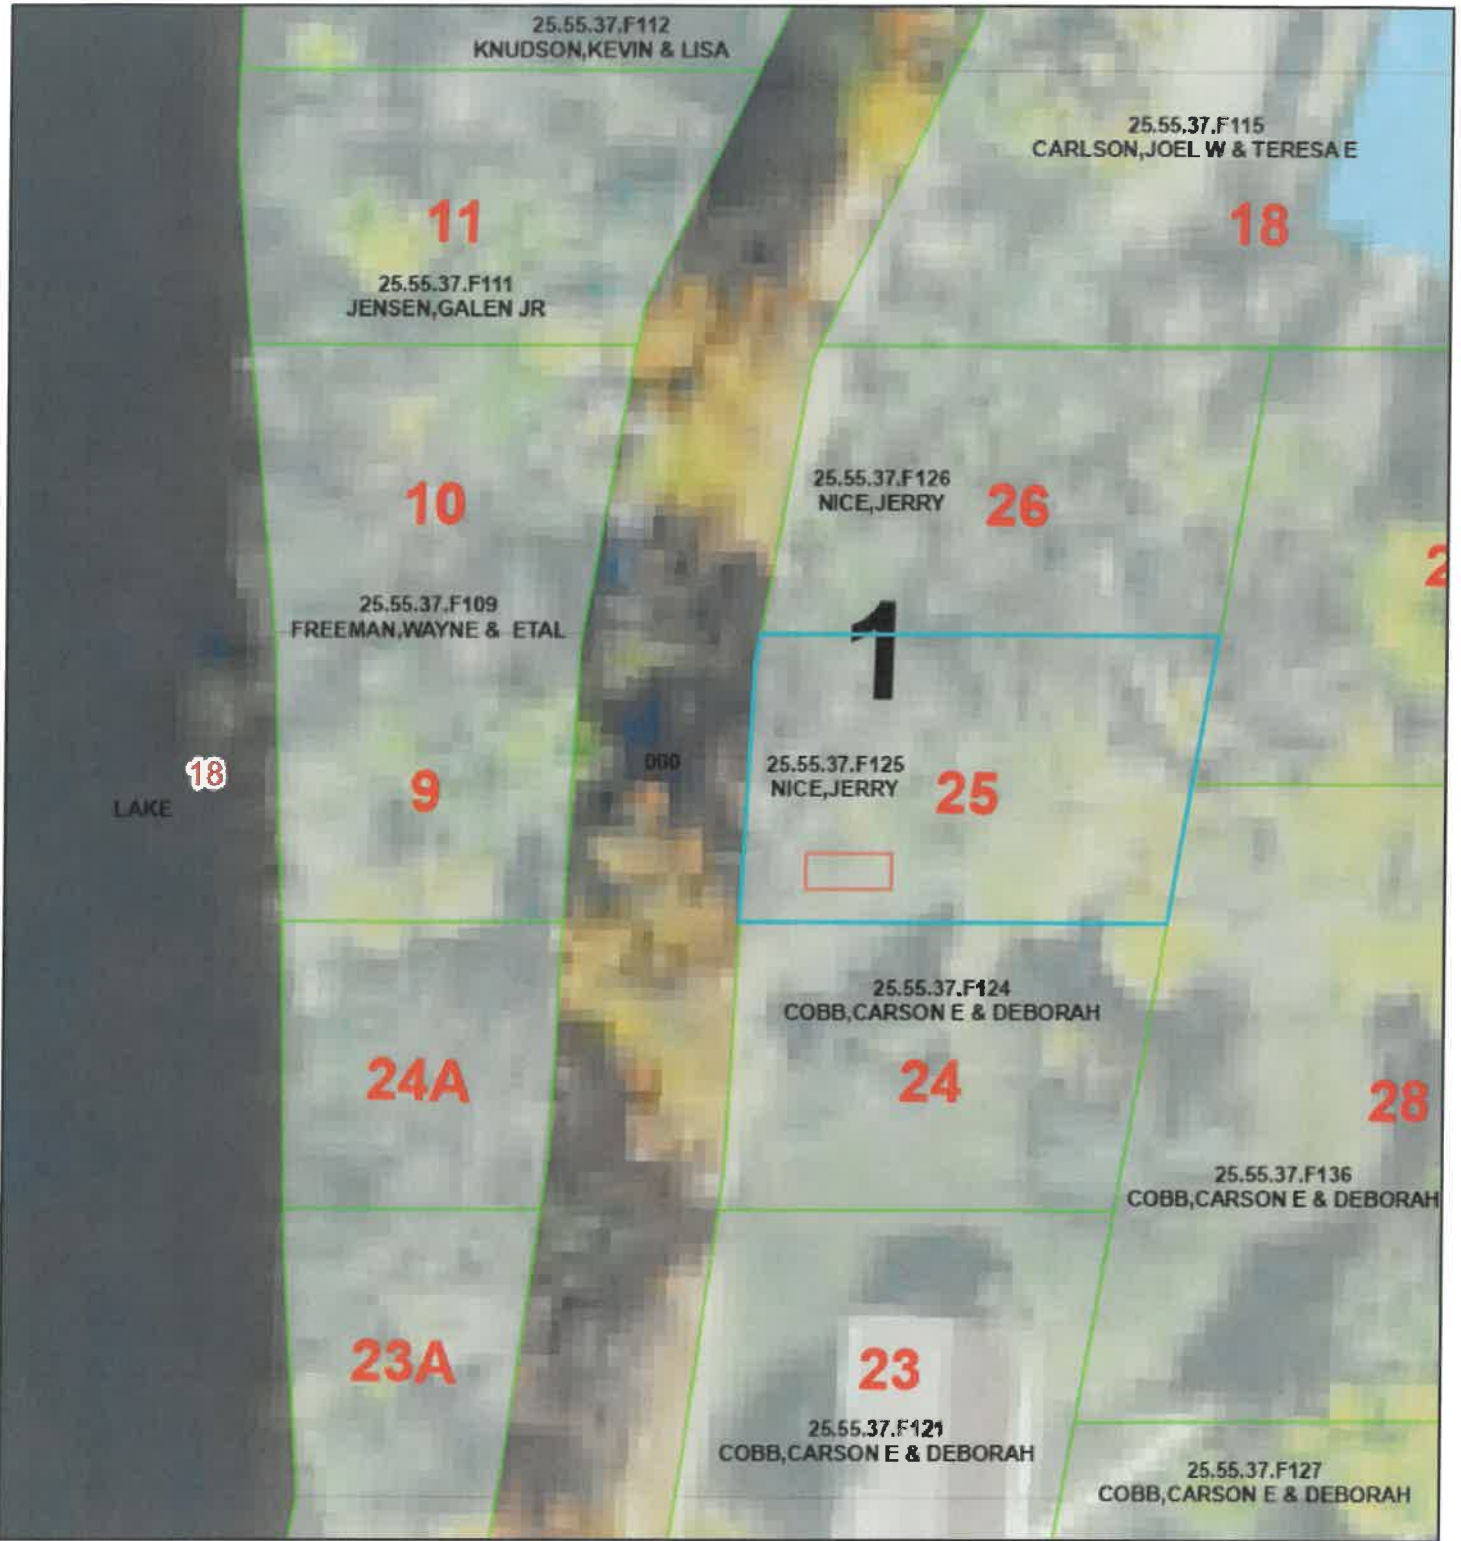 25.55.37.F112
KNUDSON,KEVIN & LISA
25.55.37.F115
CARLSON,JOEL W & TERESA E
11
18
25.55.37.F111
JENSEN,GALEN JR
10
25.55.37.F126
NICE,JERRY
26
2
25.55.37.F109
FREEMAN,WAYNE & ETAL
1
18
LAKE
9
000
25.55.37.F125
NICE,JERRY
25
25.55.37.F124
COBB,CARSON E & DEBORAH
24A
24
28
25.55.37.F136
COBB,CARSON E & DEBORAH
23A
23
25.55.37.F121
COBB,CARSON E & DEBORAH
25.55.37.F127
COBB,CARSON E & DEBORAH